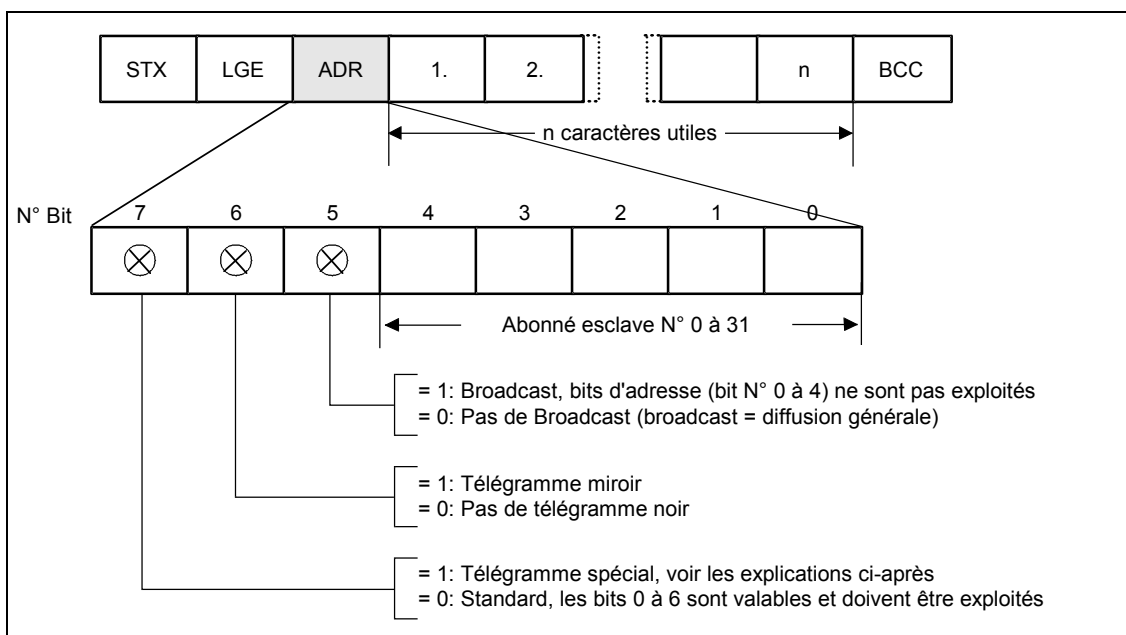 STX LGE ADR 1. 2. n BCC
n caractères utiles
N° Bit 7 6 5 4 3 2 1 0
Abonné esclave N° 0 à 31
= 1: Broadcast, bits d'adresse (bit N° 0 à 4) ne sont pas exploités
= 0: Pas de Broadcast (broadcast = diffusion générale)
= 1: Télégramme miroir
= 0: Pas de télégramme noir
= 1: Télégramme spécial, voir les explications ci-après
= 0: Standard, les bits 0 à 6 sont valables et doivent être exploités